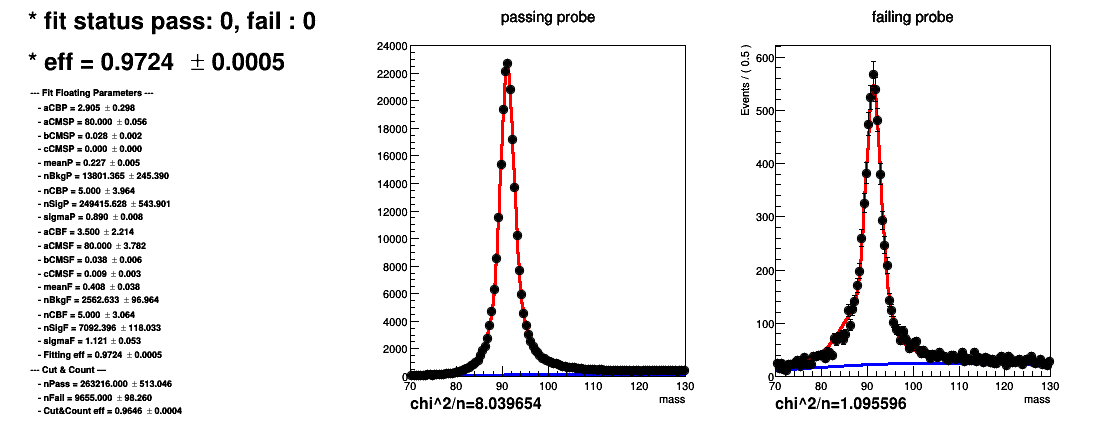 * fit status pass: 0, fail : 0
* eff = 0.9724 ± 0.0005
--- Fit Floating Parameters ---
- aCBP = 2.905 ± 0.298
- aCMSP = 80.000 ± 0.056
- bCMSP = 0.028 ± 0.002
- cCMSP = 0.000 ± 0.000
- meanP = 0.227 ± 0.005
- nBkgP = 13801.365 ± 245.390
- nCBP = 5.000 ± 3.964
- nSigP = 249415.628 ± 543.901
- sigmaP = 0.890 ± 0.008
- aCBF = 3.500 ± 2.214
- aCMSF = 80.000 ± 3.782
- bCMSF = 0.038 ± 0.006
- cCMSF = 0.009 ± 0.003
- meanF = 0.408 ± 0.038
- nBkgF = 2562.633 ± 96.964
- nCBF = 5.000 ± 3.064
- nSigF = 7092.396 ± 118.033
- sigmaF = 1.121 ± 0.053
- Fitting eff = 0.9724 ± 0.0005
--- Cut & Count ---
- nPass = 263216.000 ± 513.046
- nFail = 9655.000 ± 98.260
- Cut&Count eff = 0.9646 ± 0.0004
passing probe
24000
22000
20000
18000
16000
14000
12000
10000
8000
6000
4000
2000
0
70 80 90 100 110 120 130
mass
chi^2/n=8.039654
failing probe
Events / ( 0.5 )
600
500
400
300
200
100
0
70 80 90 100 110 120 130
mass
chi^2/n=1.095596